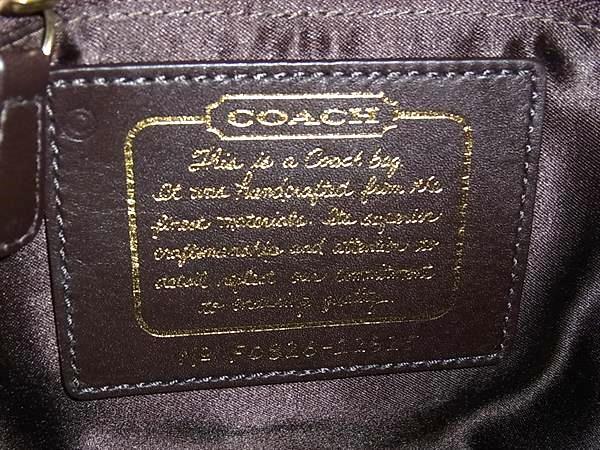 COACH
This is a Coach bag
It was handcrafted from the
finest materials. Its superior
craftsmanship and attention to
detail reflect our commitment
to enduring quality.